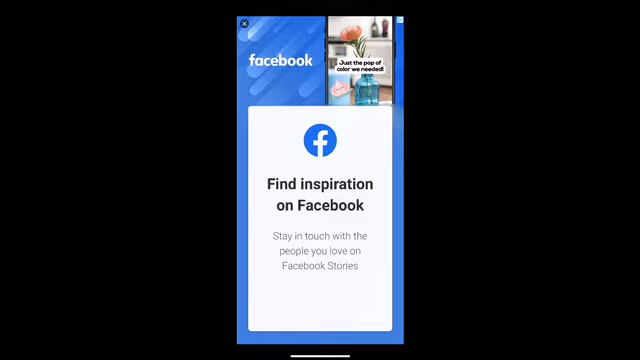 facebook
Just the pop of
color we needed!
Find inspiration
on Facebook
Stay in touch with the
people you love on
Facebook Stories